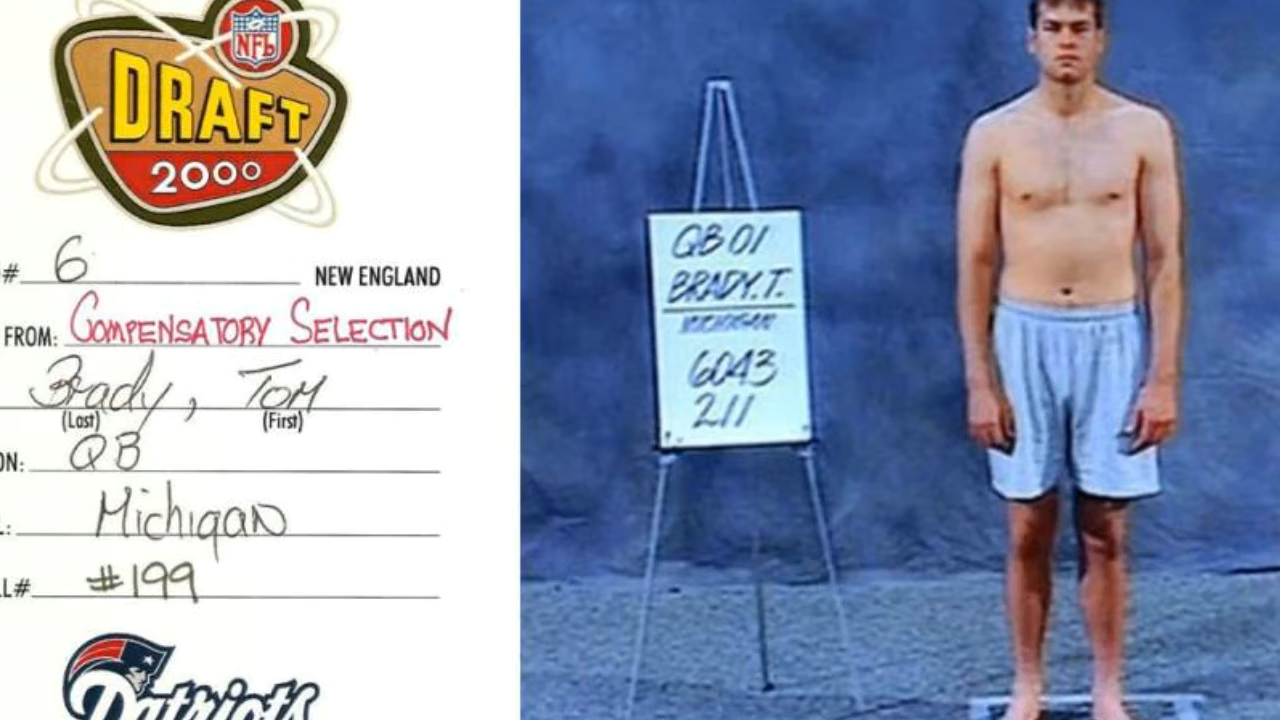 NFL
DRAFT
2000
# 6 NEW ENGLAND
FROM: COMPENSATORY SELECTION
Brady, Tom
(Last) (First)
ON: QB
Michigan
L# #199
Patriots
QB 01
BRADY. T.
MICHIGAN
6043
211